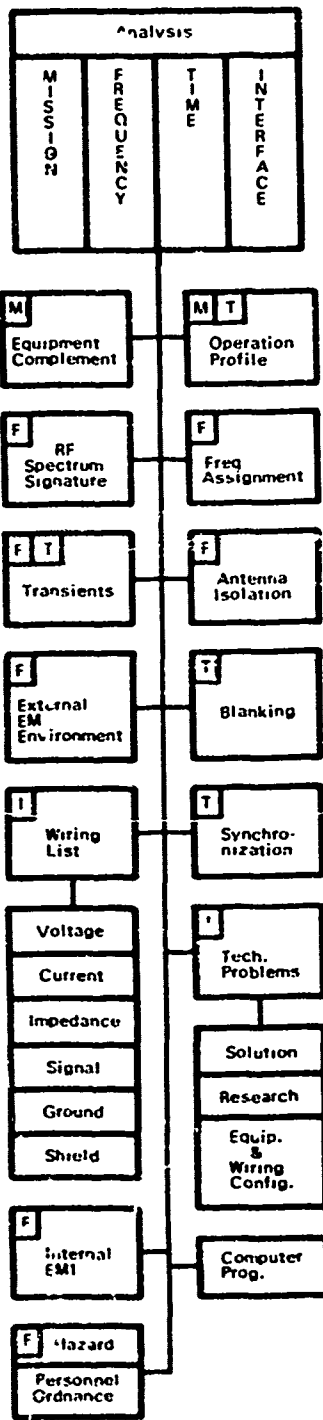 Analysis
MISSION
FREQUENCY
TIME
INTERFACE
M
Equipment
Complement
M T
Operation
Profile
F
RF
Spectrum
Signature
F
Freq
Assignment
F T
Transients
F
Antenna
Isolation
F
External
EM
Environment
T
Blanking
I
Wiring
List
T
Synchro-
nization
Voltage
Current
Impedance
Signal
Ground
Shield
I
Tech.
Problems
Solution
Research
Equip.
&
Wiring
Config.
F
Internal
EMI
Computer
Prog.
F Hazard
Personnel
Ordnance